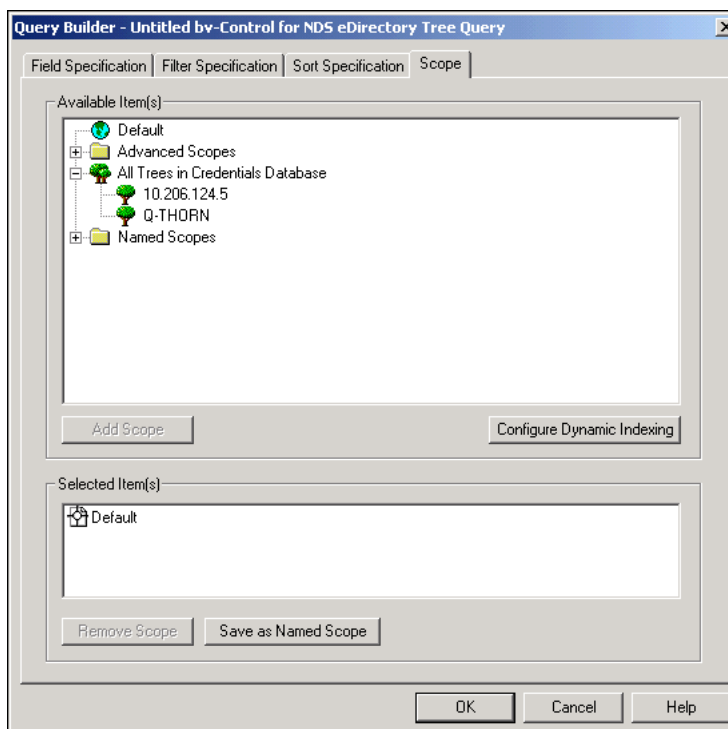 Query Builder - Untitled bv-Control for NDS eDirectory Tree Query
Field Specification Filter Specification Sort Specification Scope
Available Item(s)
Default
Advanced Scopes
All Trees in Credentials Database
10.206.124.5
Q-THORN
Named Scopes
Add Scope Configure Dynamic Indexing
Selected Item(s)
Default
Remove Scope Save as Named Scope
OK Cancel Help